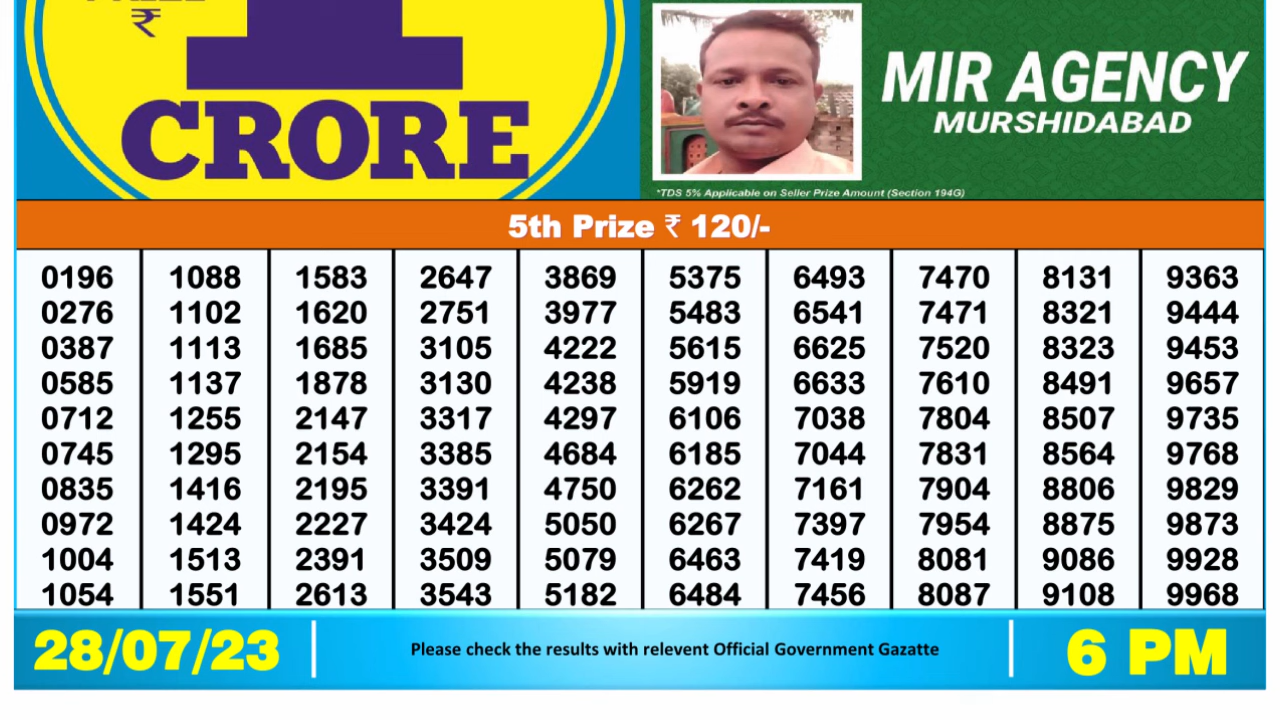 ₹
1
CRORE
MIR AGENCY
MURSHIDABAD
*TDS 5% Applicable on Seller Prize Amount (Section 194G)
5th Prize ₹ 120/-
0196 1088 1583 2647 3869 5375 6493 7470 8131 9363
0276 1102 1620 2751 3977 5483 6541 7471 8321 9444
0387 1113 1685 3105 4222 5615 6625 7520 8323 9453
0585 1137 1878 3130 4238 5919 6633 7610 8491 9657
0712 1255 2147 3317 4297 6106 7038 7804 8507 9735
0745 1295 2154 3385 4684 6185 7044 7831 8564 9768
0835 1416 2195 3391 4750 6262 7161 7904 8806 9829
0972 1424 2227 3424 5050 6267 7397 7954 8875 9873
1004 1513 2391 3509 5079 6463 7419 8081 9086 9928
1054 1551 2613 3543 5182 6484 7456 8087 9108 9968
28/07/23
Please check the results with relevent Official Government Gazatte
6 PM